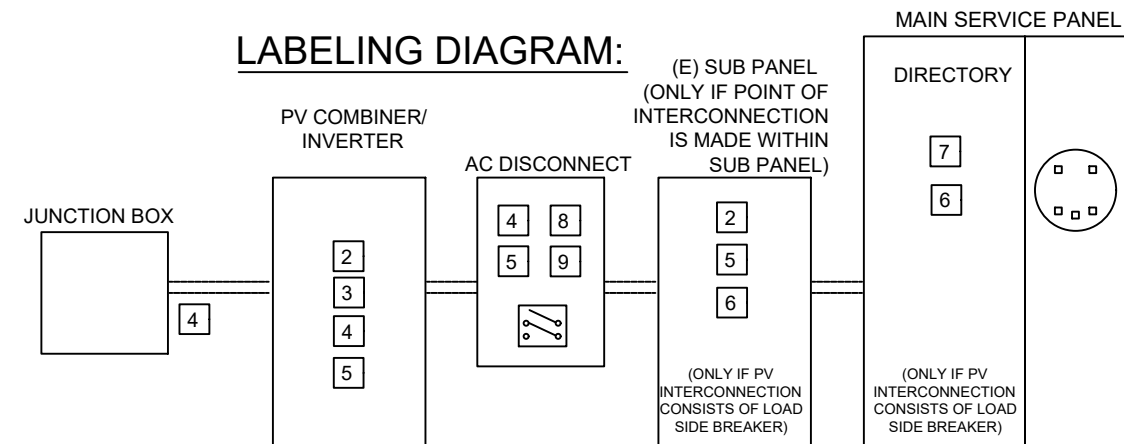 MAIN SERVICE PANEL
LABELING DIAGRAM:
(E) SUB PANEL
(ONLY IF POINT OF
INTERCONNECTION
IS MADE WITHIN
SUB PANEL)
DIRECTORY
PV COMBINER/
INVERTER
AC DISCONNECT
JUNCTION BOX
4
2
3
4
5
4 8
5 9
2
5
6
7
6
(ONLY IF PV
INTERCONNECTION
CONSISTS OF LOAD
SIDE BREAKER)
(ONLY IF PV
INTERCONNECTION
CONSISTS OF LOAD
SIDE BREAKER)